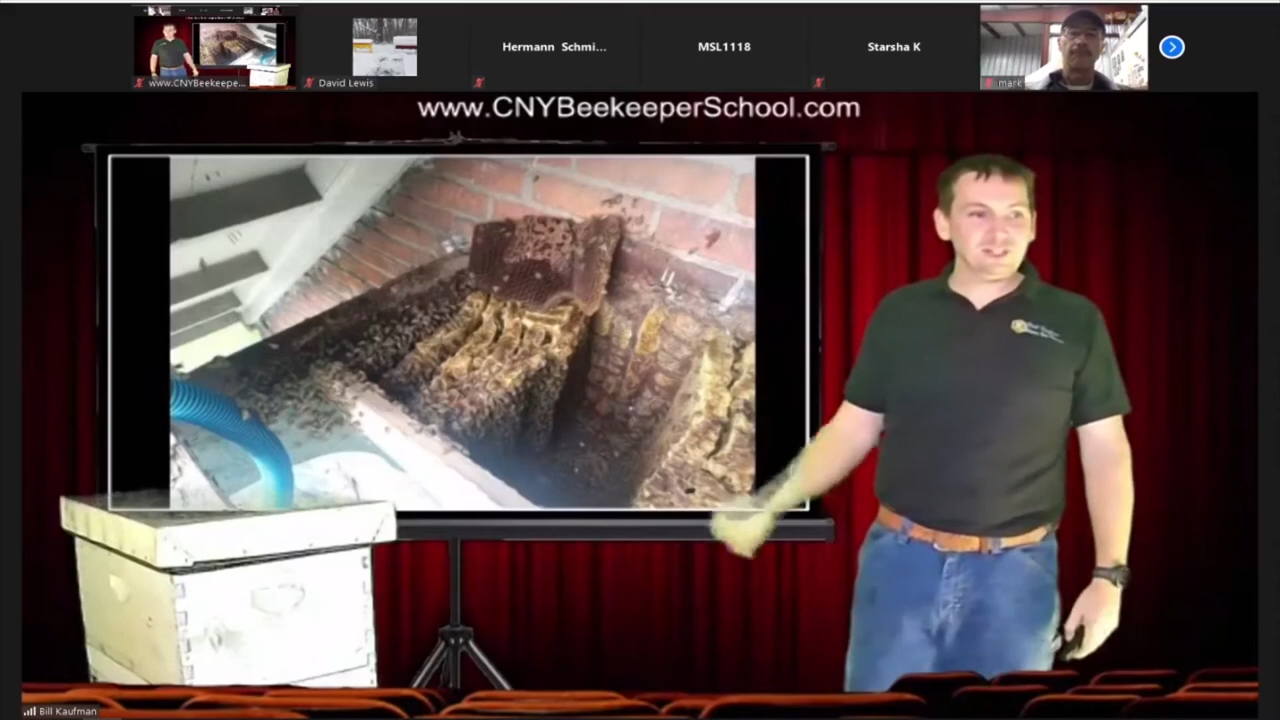 Hermann Schmi...
MSL1118
Starsha K
www.CNYBeekeepe...
David Lewis
mark
www.CNYBeekeeperSchool.com
Bill Kaufman